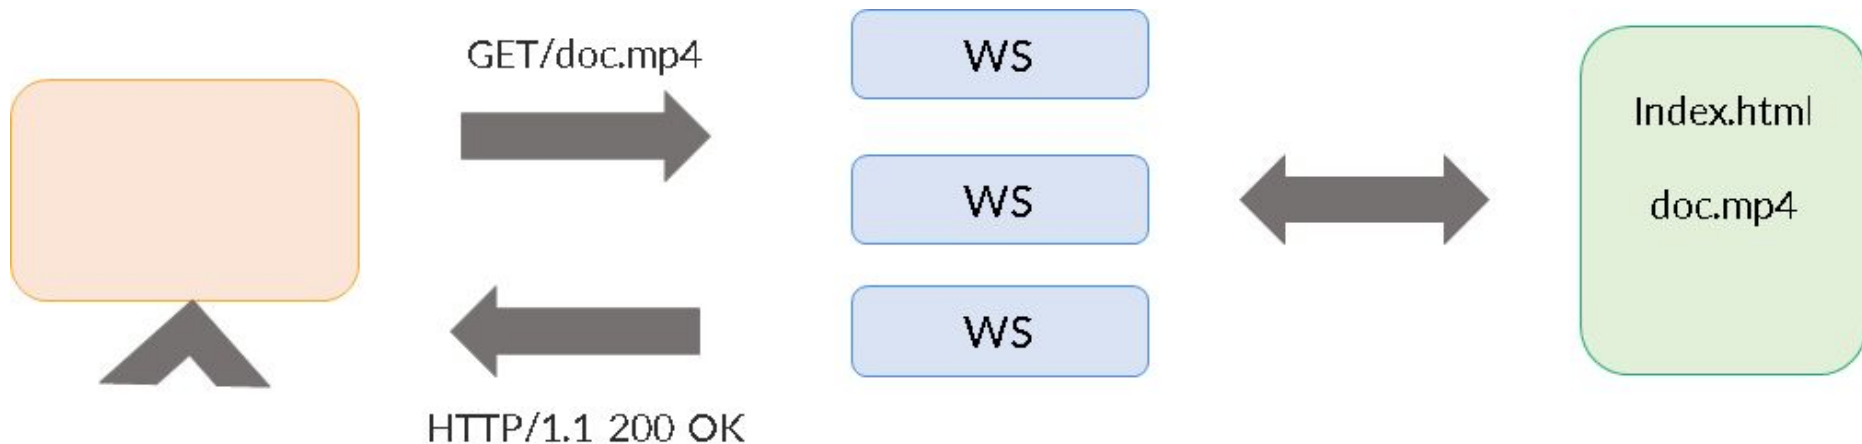 GET/doc.mp4
WS
WS
WS
HTTP/1.1 200 OK
Index.html
doc.mp4